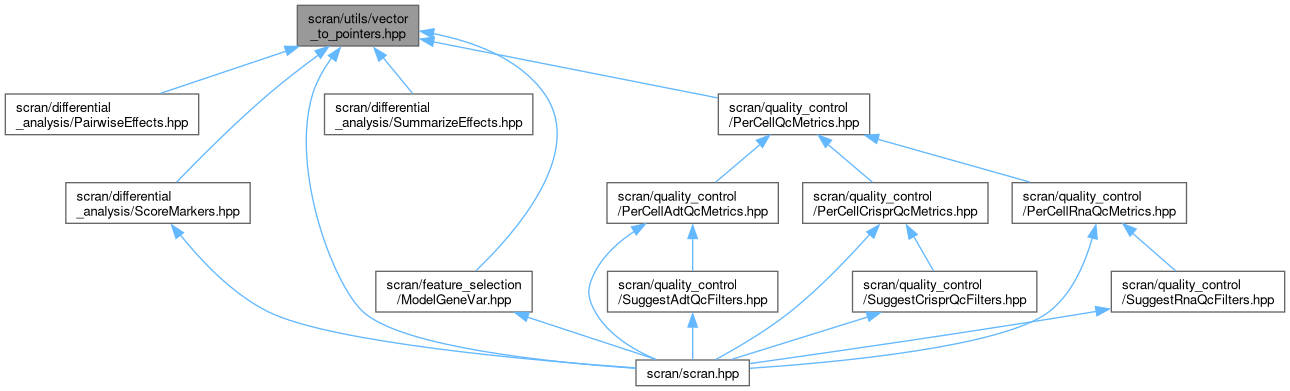 scran/utils/vector
_to_pointers.hpp
scran/differential
_analysis/PairwiseEffects.hpp
scran/differential
_analysis/SummarizeEffects.hpp
scran/quality_control
/PerCellQcMetrics.hpp
scran/differential
_analysis/ScoreMarkers.hpp
scran/quality_control
/PerCellAdtQcMetrics.hpp
scran/quality_control
/PerCellCrisprQcMetrics.hpp
scran/quality_control
/PerCellRnaQcMetrics.hpp
scran/feature_selection
/ModelGeneVar.hpp
scran/quality_control
/SuggestAdtQcFilters.hpp
scran/quality_control
/SuggestCrisprQcFilters.hpp
scran/quality_control
/SuggestRnaQcFilters.hpp
scran/scran.hpp